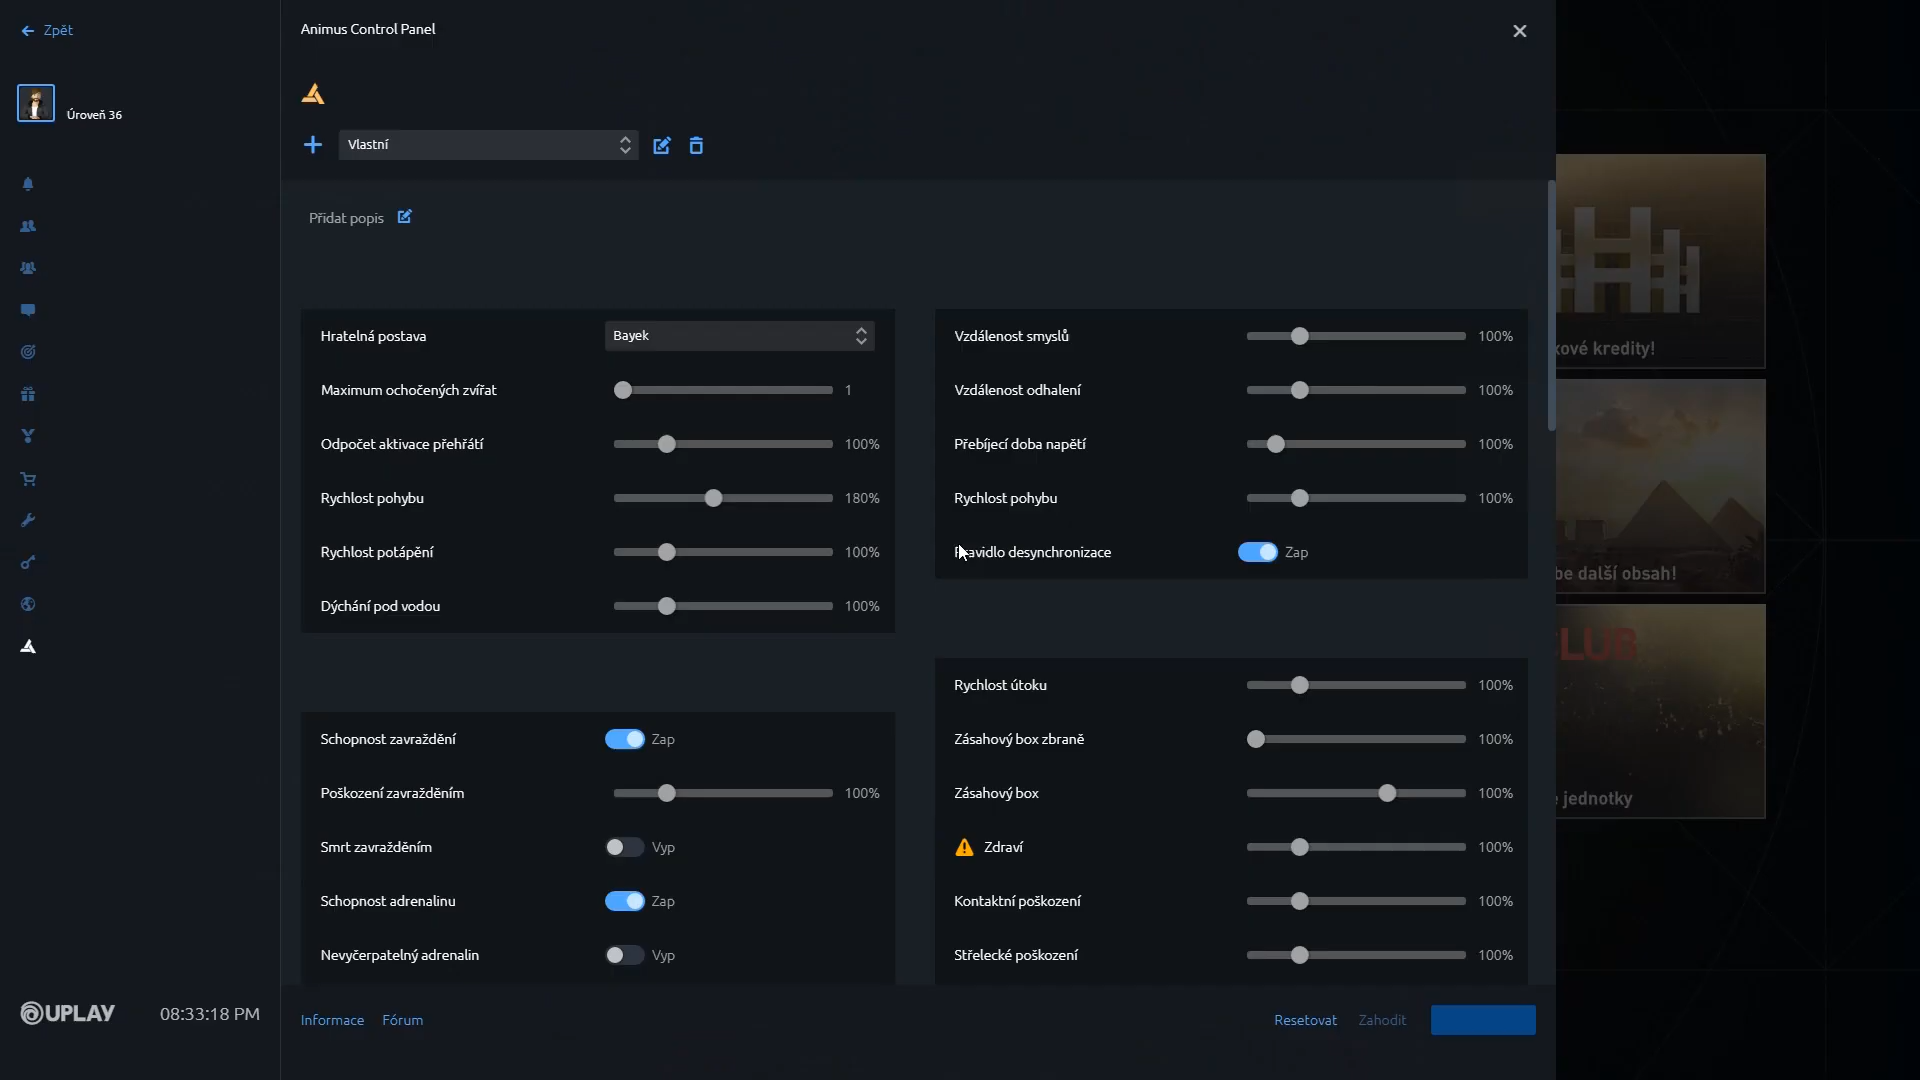 Zpět
Animus Control Panel
Úroveň 36
Vlastní
Přidat popis
Hratelná postava
Bayek
Maximum ochočených zvířat
1
Odpočet aktivace přehřátí
100%
Rychlost pohybu
180%
Rychlost potápění
100%
Dýchání pod vodou
100%
Vzdálenost smyslů
100%
Vzdálenost odhalení
100%
Přebíjecí doba napětí
100%
Rychlost pohybu
100%
Pravidlo desynchronizace
Zap
Schopnost zavraždění
Zap
Poškození zavražděním
100%
Smrt zavražděním
Vyp
Schopnost adrenalinu
Zap
Nevyčerpatelný adrenalin
Vyp
Rychlost útoku
100%
Zásahový box zbraně
100%
Zásahový box
100%
Zdraví
100%
Kontaktní poškození
100%
Střelecké poškození
100%
kredity!
další obsah!
CLUB
jednotky
UPLAY
08:33:18 PM
Informace
Fórum
Resetovat
Zahodit